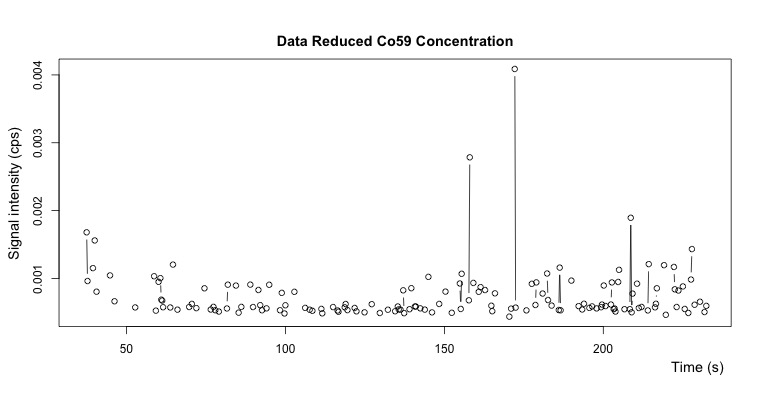 Data Reduced Co59 Concentration
Signal intensity (cps)
0.004
0.003
0.002
0.001
50 100 150 200
Time (s)